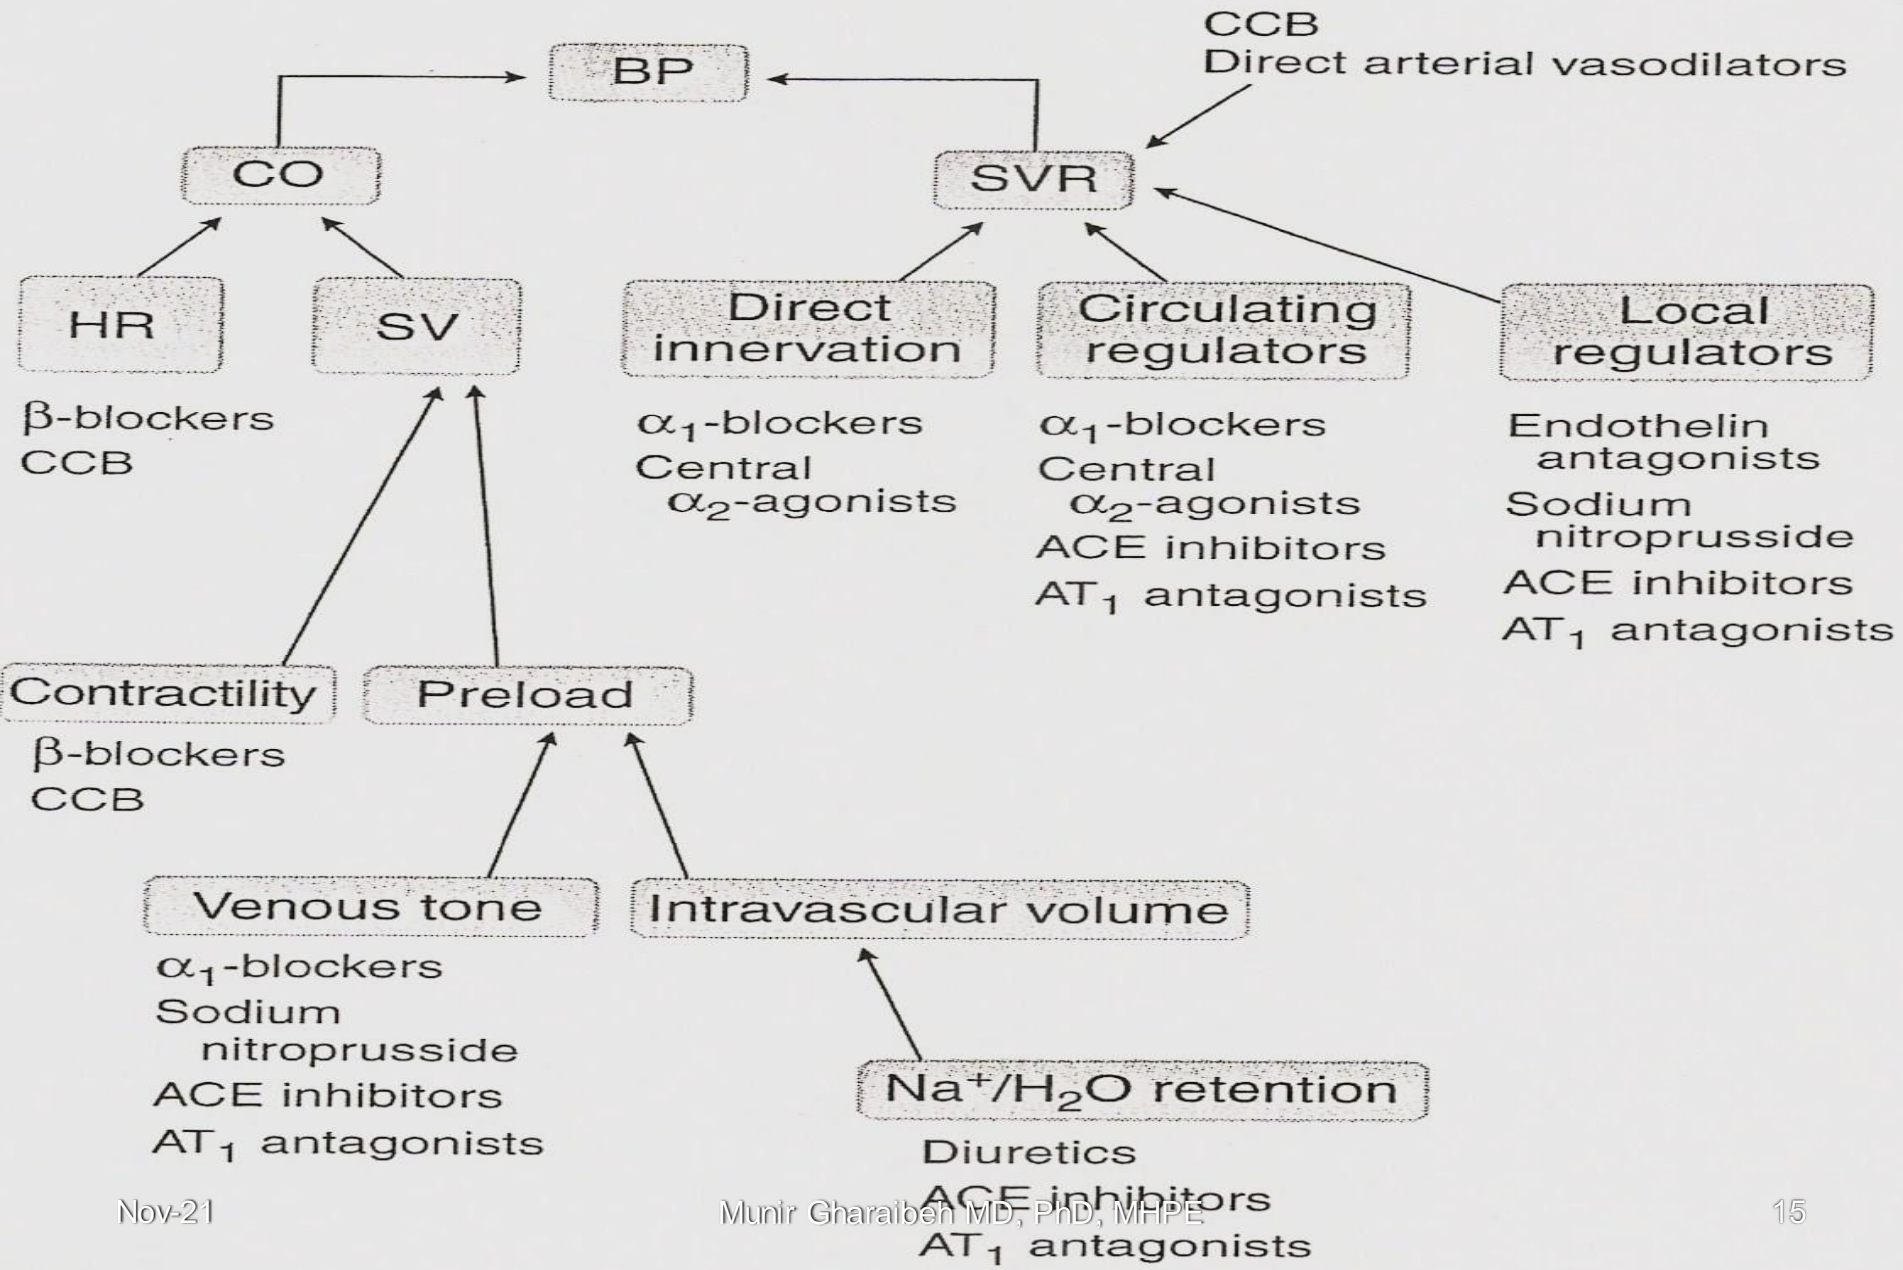 CCB
Direct arterial vasodilators
BP
CO
SVR
HR
SV
Direct
innervation
Circulating
regulators
Local
regulators
β-blockers
CCB
α₁-blockers
Central
α₂-agonists
α₁-blockers
Central
α₂-agonists
ACE inhibitors
AT₁ antagonists
Endothelin
antagonists
Sodium
nitroprusside
ACE inhibitors
AT₁ antagonists
Contractility
Preload
β-blockers
CCB
Venous tone
Intravascular volume
α₁-blockers
Sodium
nitroprusside
ACE inhibitors
AT₁ antagonists
Na⁺/H₂O retention
Diuretics
ACE inhibitors
AT₁ antagonists
Nov-21
Munir Gharaibeh MD, PhD, MHPE
15